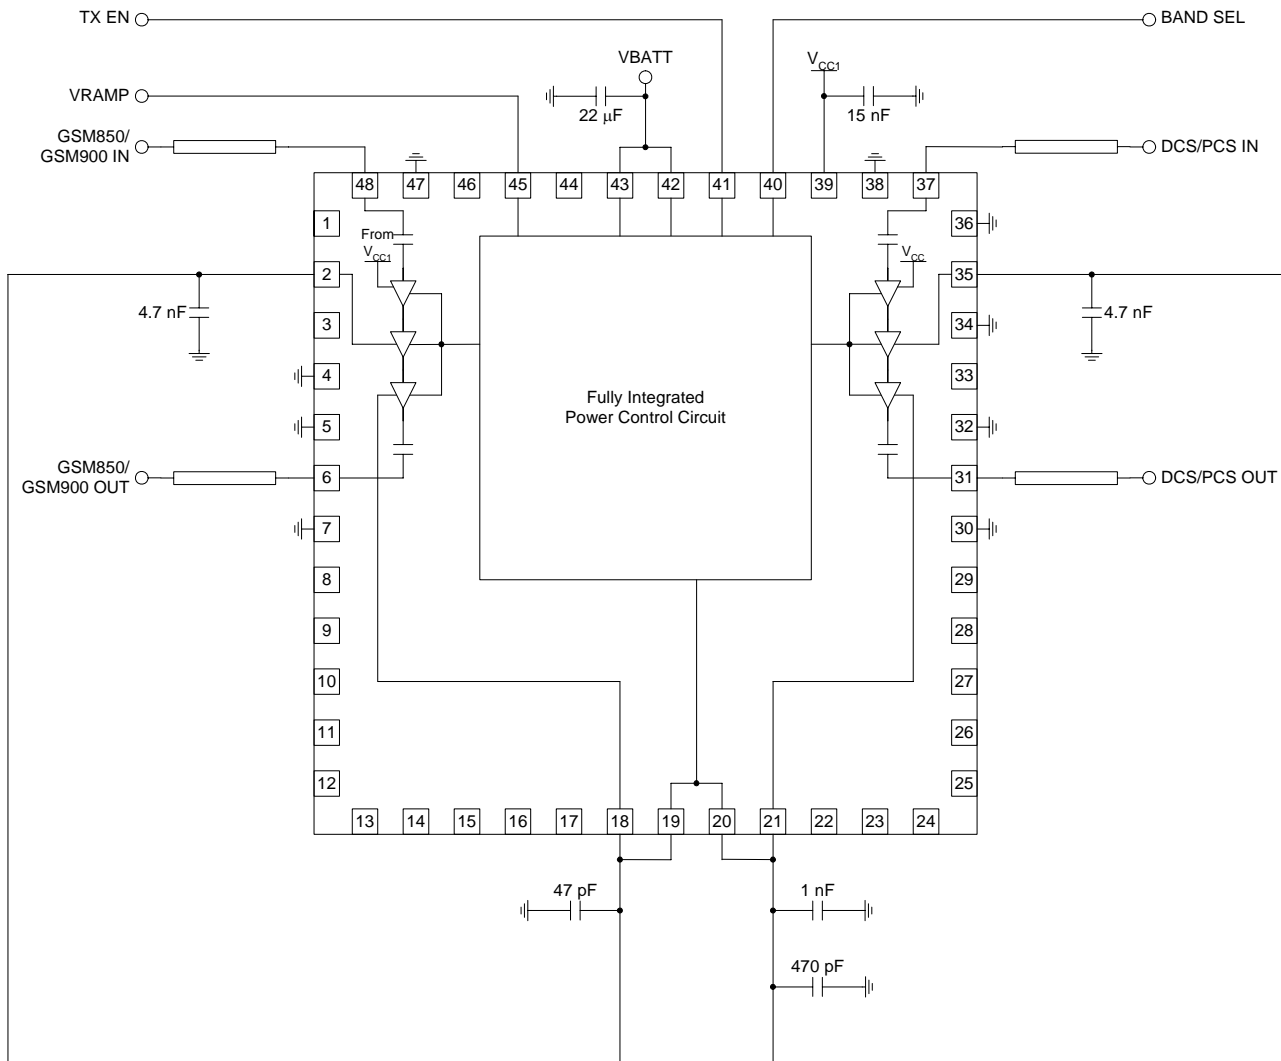 TX EN
BAND SEL
VBATT
VCC1
VRAMP
22 μF
15 nF
GSM850/
GSM900 IN
DCS/PCS IN
48
47
46
45
44
43
42
41
40
39
38
37
1
36
From
VCC1
VCC
2
35
4.7 nF
4.7 nF
3
34
4
33
Fully Integrated
Power Control Circuit
5
32
GSM850/
GSM900 OUT
6
31
DCS/PCS OUT
7
30
8
29
9
28
10
27
11
26
12
25
13
14
15
16
17
18
19
20
21
22
23
24
47 pF
1 nF
470 pF